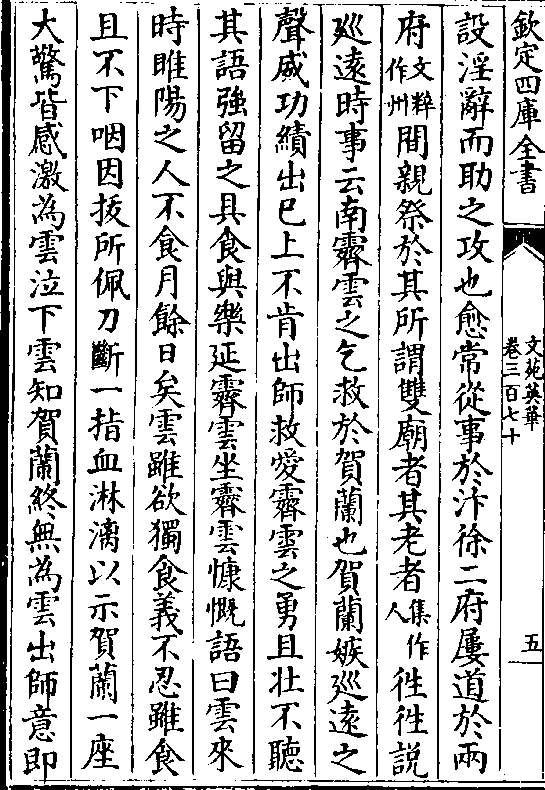 欽定四庫全書
文苑英華
卷三百七十
五
設淫辭而助之攻也愈常從事於汴徐二府屢道於兩
府文粹作州間親祭於其所謂雙廟者其老者集作人往往說
廵逺時事云南霽雲之乞救於賀蘭也賀蘭嫉廵逺之
聲威功績出已上不肯出師救愛霽雲之勇且壯不聽
其語強留之具食與樂延霽雲坐霽雲慷慨語曰雲來
時睢陽之人不食月餘日矣雲雖欲獨食義不忍雖食
且不下咽因拔所佩刀斷一指血淋漓以示賀蘭一座
大驚皆感激為雲泣下雲知賀蘭終無為雲出師意即